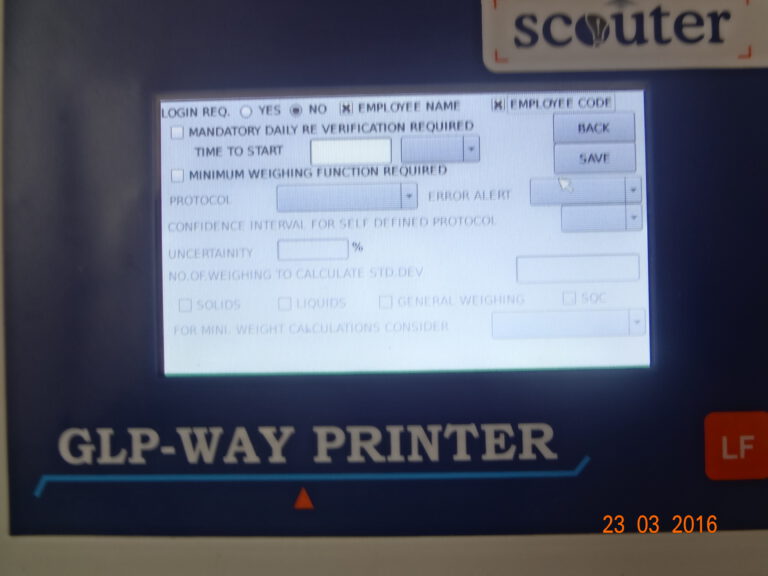 scouter
LOGIN REQ. YES NO EMPLOYEE NAME EMPLOYEE CODE
MANDATORY DAILY RE VERIFICATION REQUIRED
BACK
TIME TO START
SAVE
MINIMUM WEIGHING FUNCTION REQUIRED
PROTOCOL ERROR ALERT
CONFIDENCE INTERVAL FOR SELF DEFINED PROTOCOL
UNCERTAINITY %
NO.OF.WEIGHING TO CALCULATE STD.DEV
SOLIDS LIQUIDS GENERAL WEIGHING SQC
FOR MINI. WEIGHT CALCULATIONS CONSIDER
GLP-WAY PRINTER
LF
23 03 2016